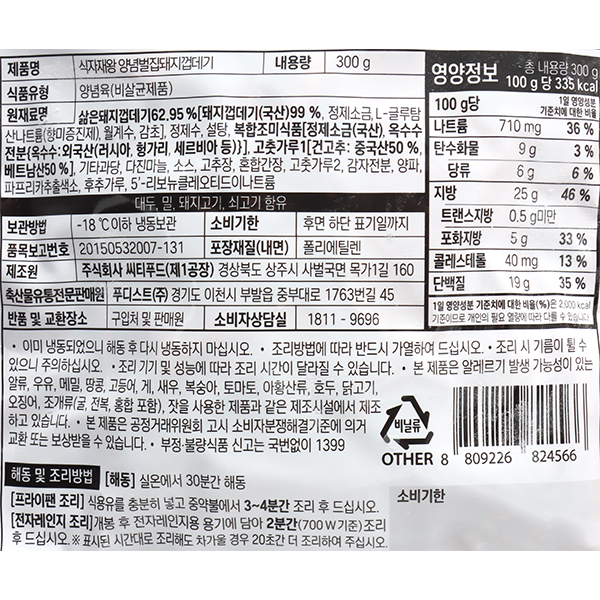 제품명 식자재왕 양념벌집돼지껍데기 내용량 300 g
식품유형 양념육(비살균제품)
원재료명 삶은돼지껍데기62.95 %[돼지껍데기(국산)99 %, 정제소금, L-글루탐
산나트륨(향미증진제), 월계수, 감초], 정제수, 설탕, 복합조미식품[정제소금(국산), 옥수수
전분{옥수수:외국산(러시아, 헝가리, 세르비아 등)}], 고춧가루1[건고추: 중국산50 %,
베트남산50 %], 기타과당, 다진마늘, 소스, 고추장, 혼합간장, 고춧가루2, 감자전분, 양파,
파프리카추출색소, 후추가루, 5'-리보뉴클레오티드이나트륨
대두, 밀, 돼지고기, 쇠고기 함유
보관방법 -18 ℃ 이하 냉동보관 소비기한 후면 하단 표기일까지
품목보고번호 20150532007-131 포장재질(내면) 폴리에틸렌
제조원 주식회사 씨티푸드(제1공장) 경상북도 상주시 사벌국면 목가1길 160
축산물유통전문판매원 푸디스트(주) 경기도 이천시 부발읍 중부대로 1763번길 45
반품 및 교환장소 구입처 및 판매원 소비자상담실 1811 - 9696
영양정보 총 내용량 300 g
100 g 당 335 kcal
100 g당 1일 영양성분 기준치에 대한 비율
나트륨 710 mg 36 %
탄수화물 9 g 3 %
당류 6 g 6 %
지방 25 g 46 %
트랜스지방 0.5 g미만
포화지방 5 g 33 %
콜레스테롤 40 mg 13 %
단백질 19 g 35 %
1일 영양성분 기준치에 대한 비율(%)은 2,000 kcal
기준이므로 개인의 필요 열량에 따라 다를 수 있습니다.
• 이미 냉동되었으니 해동 후 다시 냉동하지 마십시오. • 조리방법에 따라 반드시 가열하여 드십시오. • 조리 시 기름이 튈 수
있으니 주의하십시오. • 조리 기기 및 성능에 따라 조리 시간이 달라질 수 있습니다. • 본 제품은 알레르기 발생 가능성이 있는
알류, 우유, 메밀, 땅콩, 고등어, 게, 새우, 복숭아, 토마토, 아황산류, 호두, 닭고기,
오징어, 조개류(굴, 전복, 홍합 포함), 잣을 사용한 제품과 같은 제조시설에서 제조
하고 있습니다. • 본 제품은 공정거래위원회 고시 소비자분쟁해결기준에 의거
교환 또는 보상받을 수 있습니다. • 부정·불량식품 신고는 국번없이 1399
비닐류
OTHER
8 809226 824566
해동 및 조리방법 [해동] 실온에서 30분간 해동
[프라이팬 조리] 식용유를 충분히 넣고 중약불에서 3~4분간 조리 후 드십시오.
[전자레인지 조리] 개봉 후 전자레인지용 용기에 담아 2분간(700 W기준) 조리
후 드십시오. ※ 표시된 시간대로 조리해도 차가울 경우 20초간 더 조리하여 주십시오.
소비기한